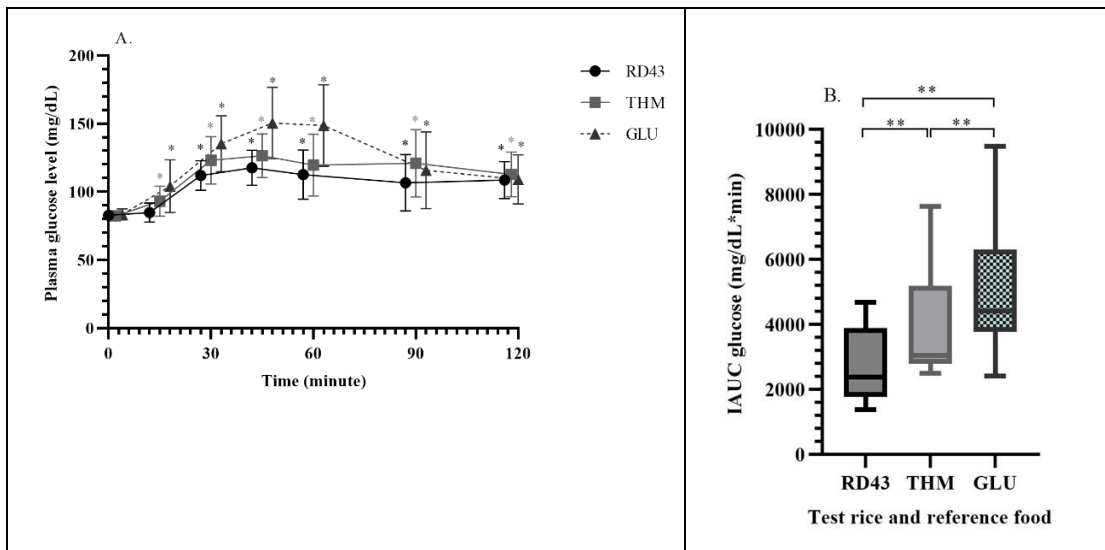 A.
200
150
100
50
0
Plasma glucose level (mg/dL)
* * * * * * * * * * * * * * * * *
0 30 60 90 120
Time (minute)
RD43
THM
GLU
B.
**
** **
10000
8000
6000
4000
2000
0
IAUC glucose (mg/dL*min)
RD43 THM GLU
Test rice and reference food